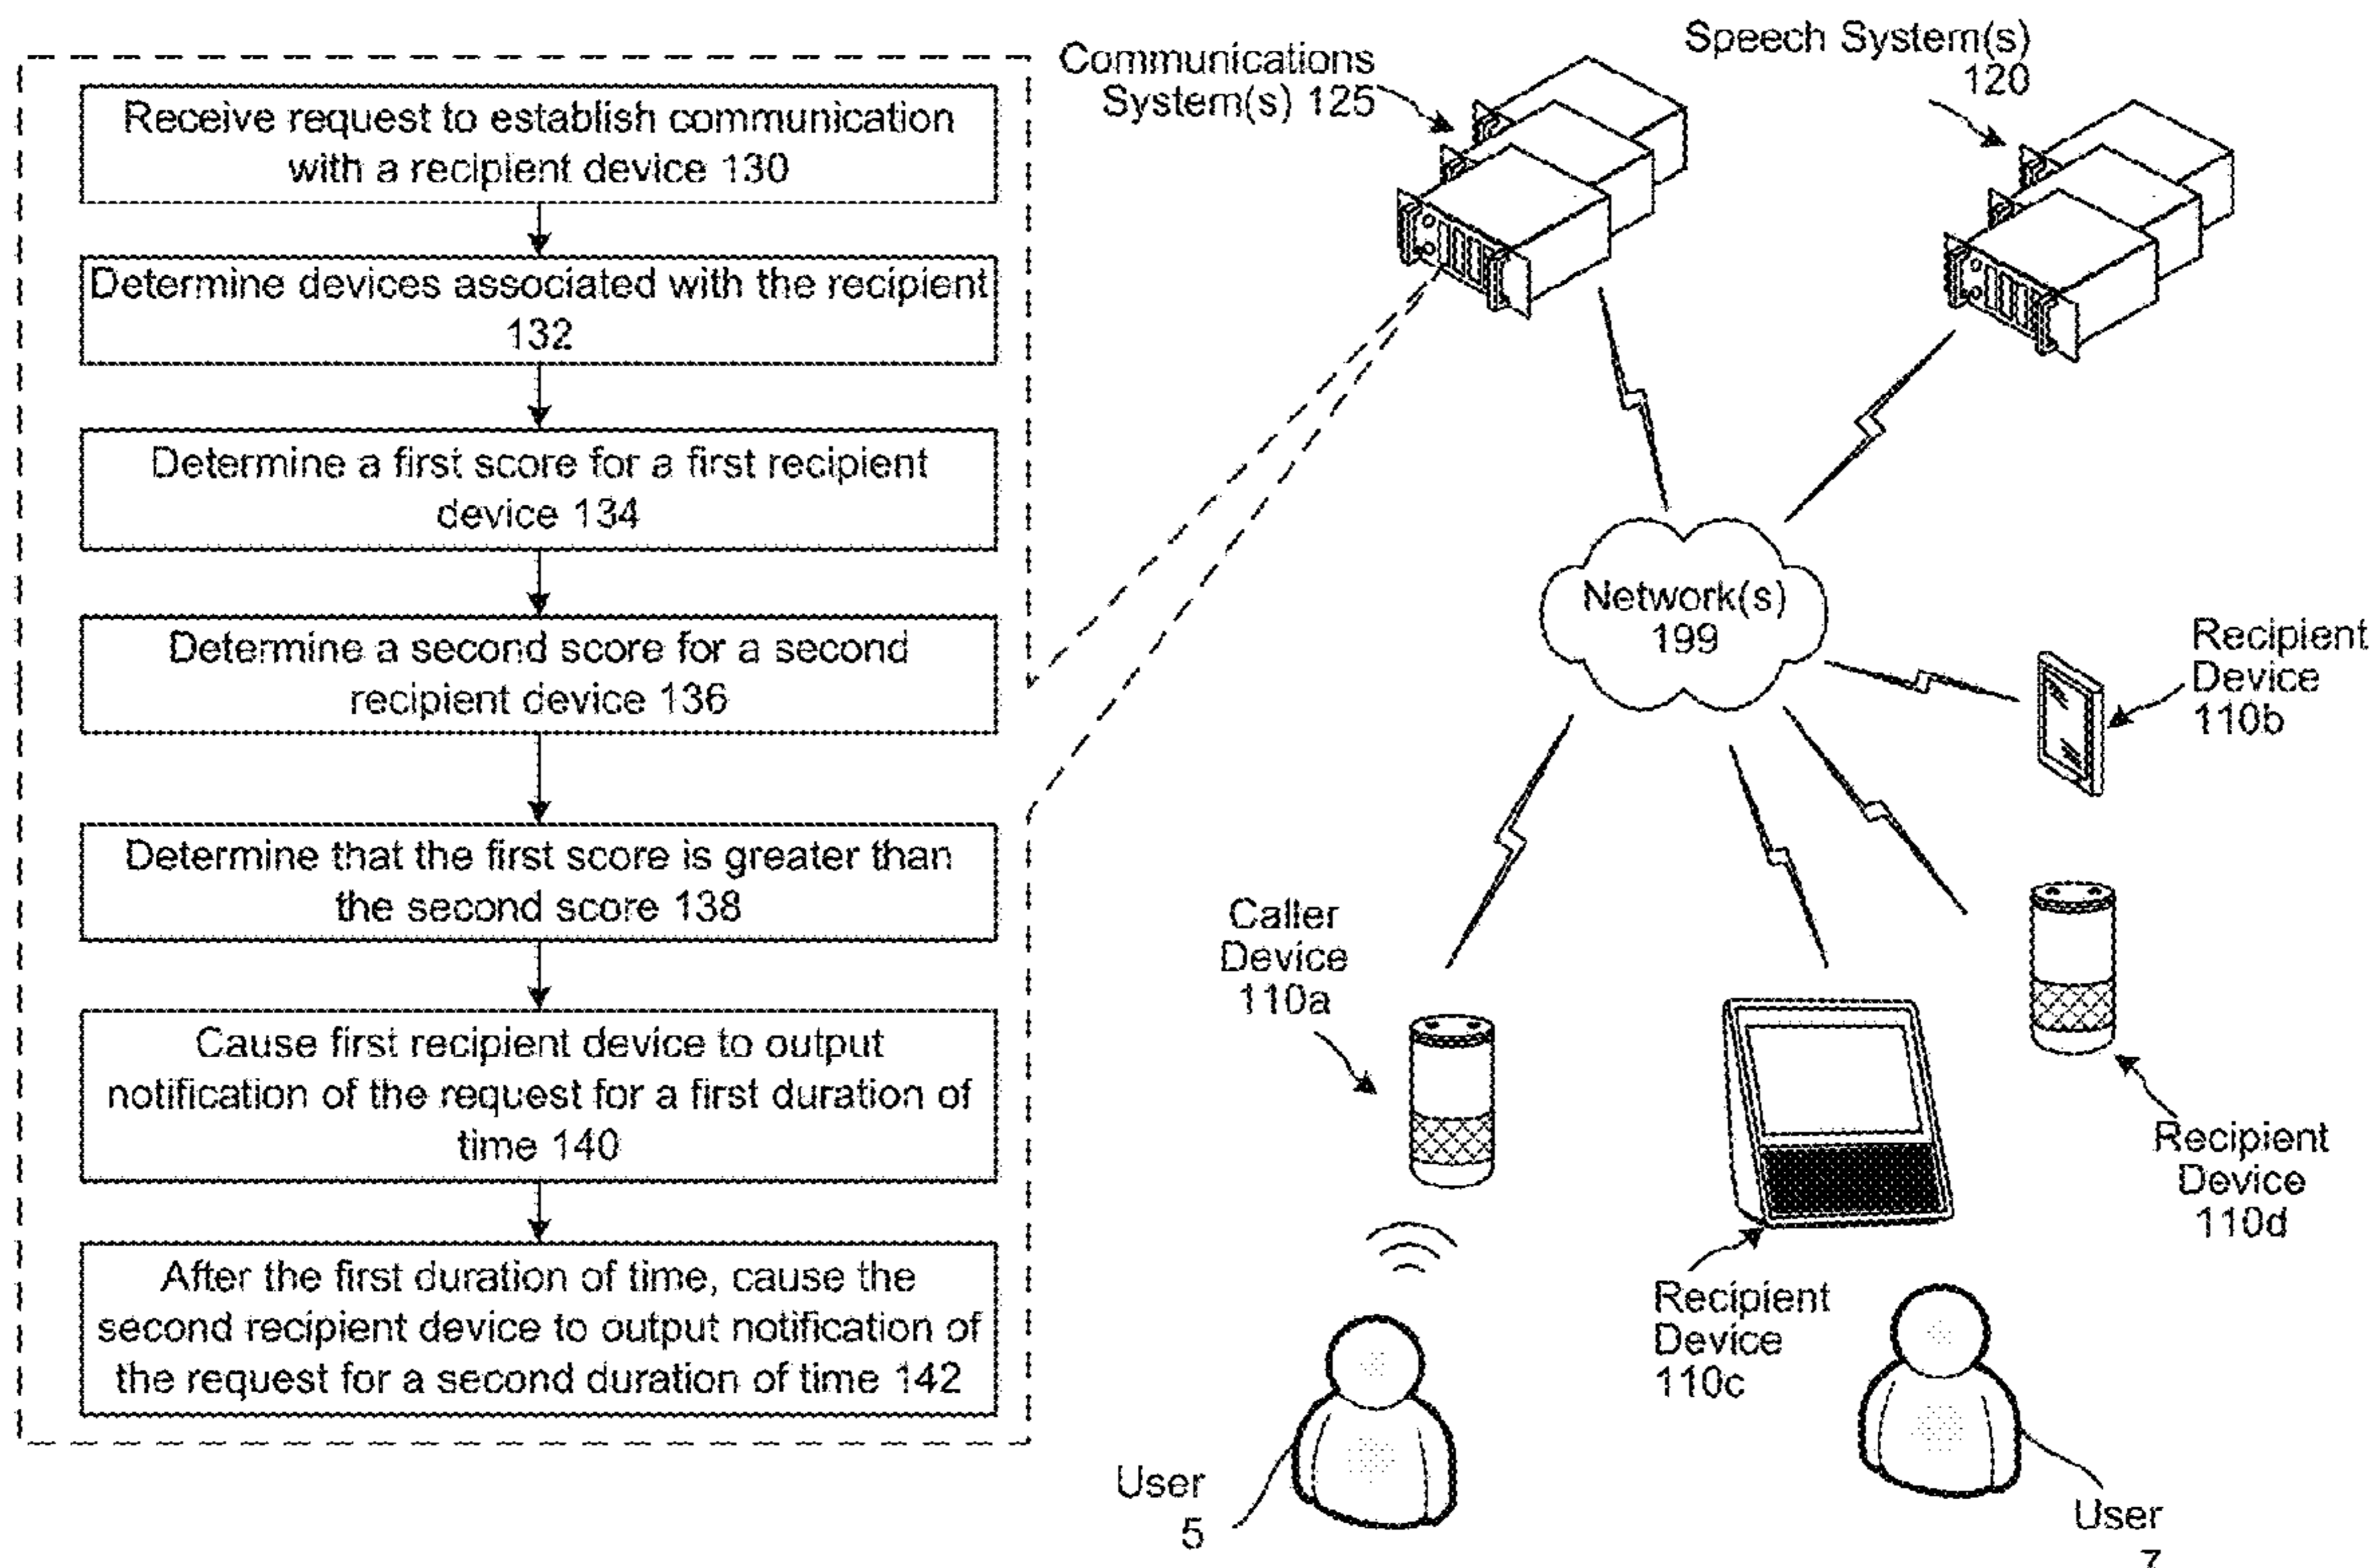 Receive request to establish communication
with a recipient device 130
Determine devices associated with the recipient
132
Determine a first score for a first recipient
device 134
Determine a second score for a second
recipient device 136
Determine that the first score is greater than
the second score 138
Cause first recipient device to output
notification of the request for a first duration of
time 140
After the first duration of time, cause the
second recipient device to output notification of
the request for a second duration of time 142
Communications
System(s) 125
Speech System(s)
120
Network(s)
199
Recipient
Device
110b
Caller
Device
110a
Recipient
Device
110d
Recipient
Device
110c
User
5
User
7